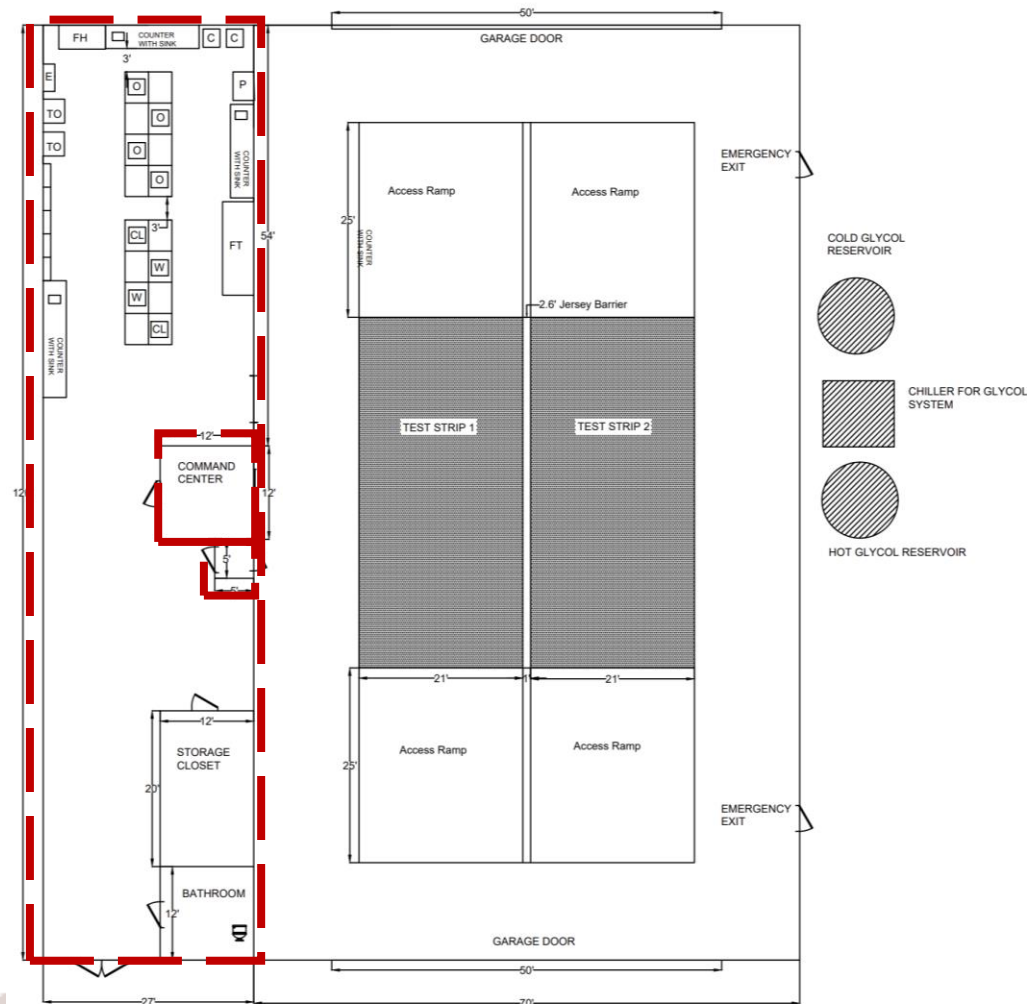 50'
FH
COUNTER
WITH SINK
C
C
GARAGE DOOR
3'
E
O
P
TO
O
TO
O
COUNTER
WITH SINK
O
EMERGENCY
EXIT
Access Ramp
Access Ramp
25'
COUNTER
WITH SINK
3'
54'
CL
FT
W
W
CL
COLD GLYCOL
RESERVOIR
2.6' Jersey Barrier
COUNTER
WITH SINK
CHILLER FOR GLYCOL
SYSTEM
TEST STRIP 1
TEST STRIP 2
12'
COMMAND
CENTER
12'
12
HOT GLYCOL RESERVOIR
5'
5'
21'
1'
21'
12'
STORAGE
CLOSET
20'
Access Ramp
Access Ramp
25'
EMERGENCY
EXIT
BATHROOM
12'
GARAGE DOOR
50'
27'
70'